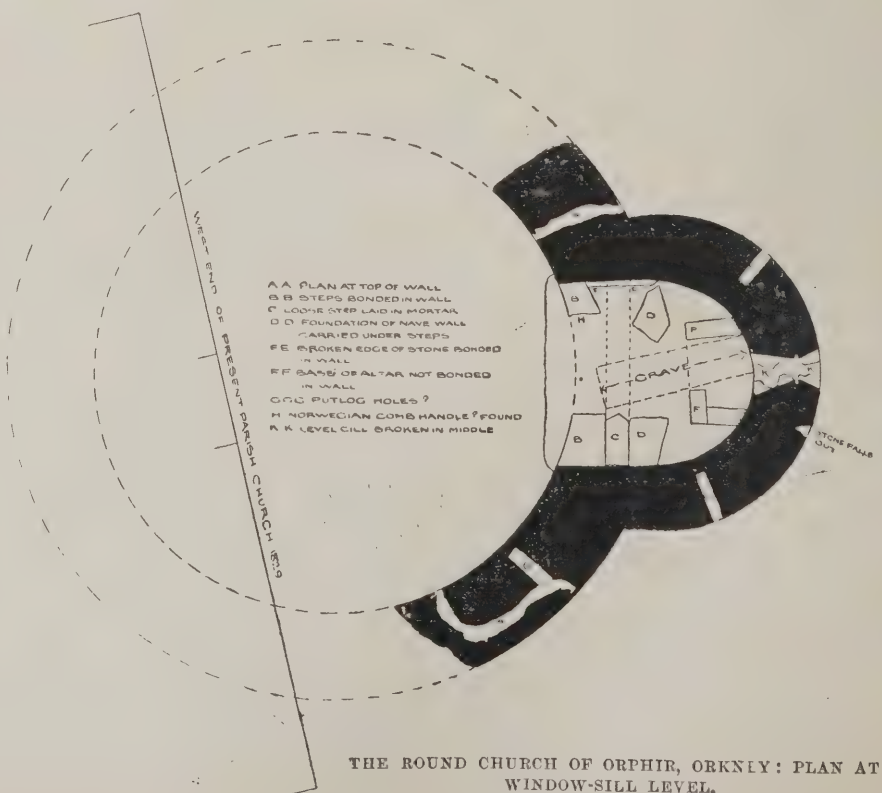 WEST END OF PRESENT PARISH CHURCH 1829
A A PLAN AT TOP OF WALL
B B STEPS BONDED IN WALL
C LOOSE STEP LAID IN MORTAR
D D FOUNDATION OF NAVE WALL
CARRIED UNDER STEPS
E E BROKEN EDGE OF STONE BONDED
IN WALL
F F BASE OF ALTAR NOT BONDED
IN WALL
G G G PUTLOG HOLES?
H NORWEGIAN COMB HANDLE? FOUND
K K LEVEL CILL BROKEN IN MIDDLE
B
H
D
F
GRAVE
K
F
B
C
D
STONE FALLS
OUT
THE ROUND CHURCH OF ORPHIR, ORKNEY: PLAN AT
WINDOW-SILL LEVEL.